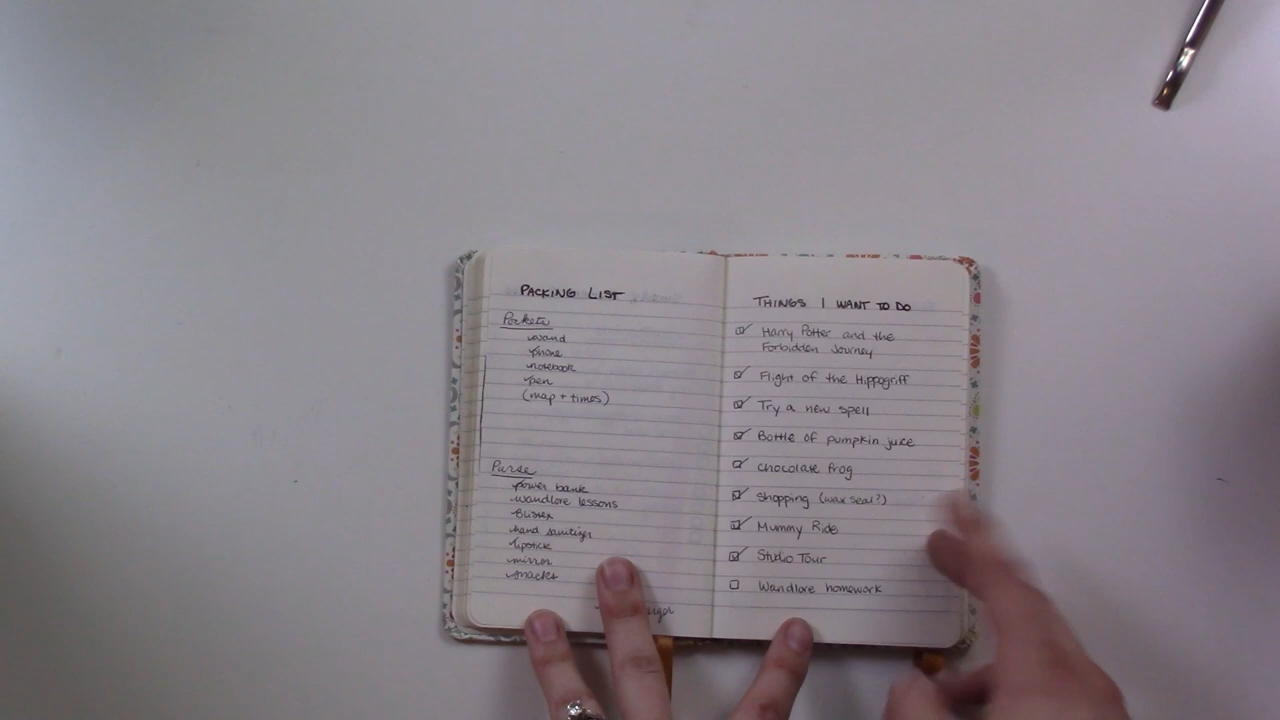 PACKING LIST
Pockets
wand
phone
notebook
pen
(map + times)
Purse
power bank
wandlore lessons
Blistex
hand sanitizer
lipstick
mirror
snacks
THINGS I WANT TO DO
Harry Potter and the
Forbidden Journey
Flight of the Hippogriff
Try a new spell
Bottle of pumpkin juice
chocolate frog
shopping (wax seal?)
Mummy Ride
Studio Tour
Wandlore homework